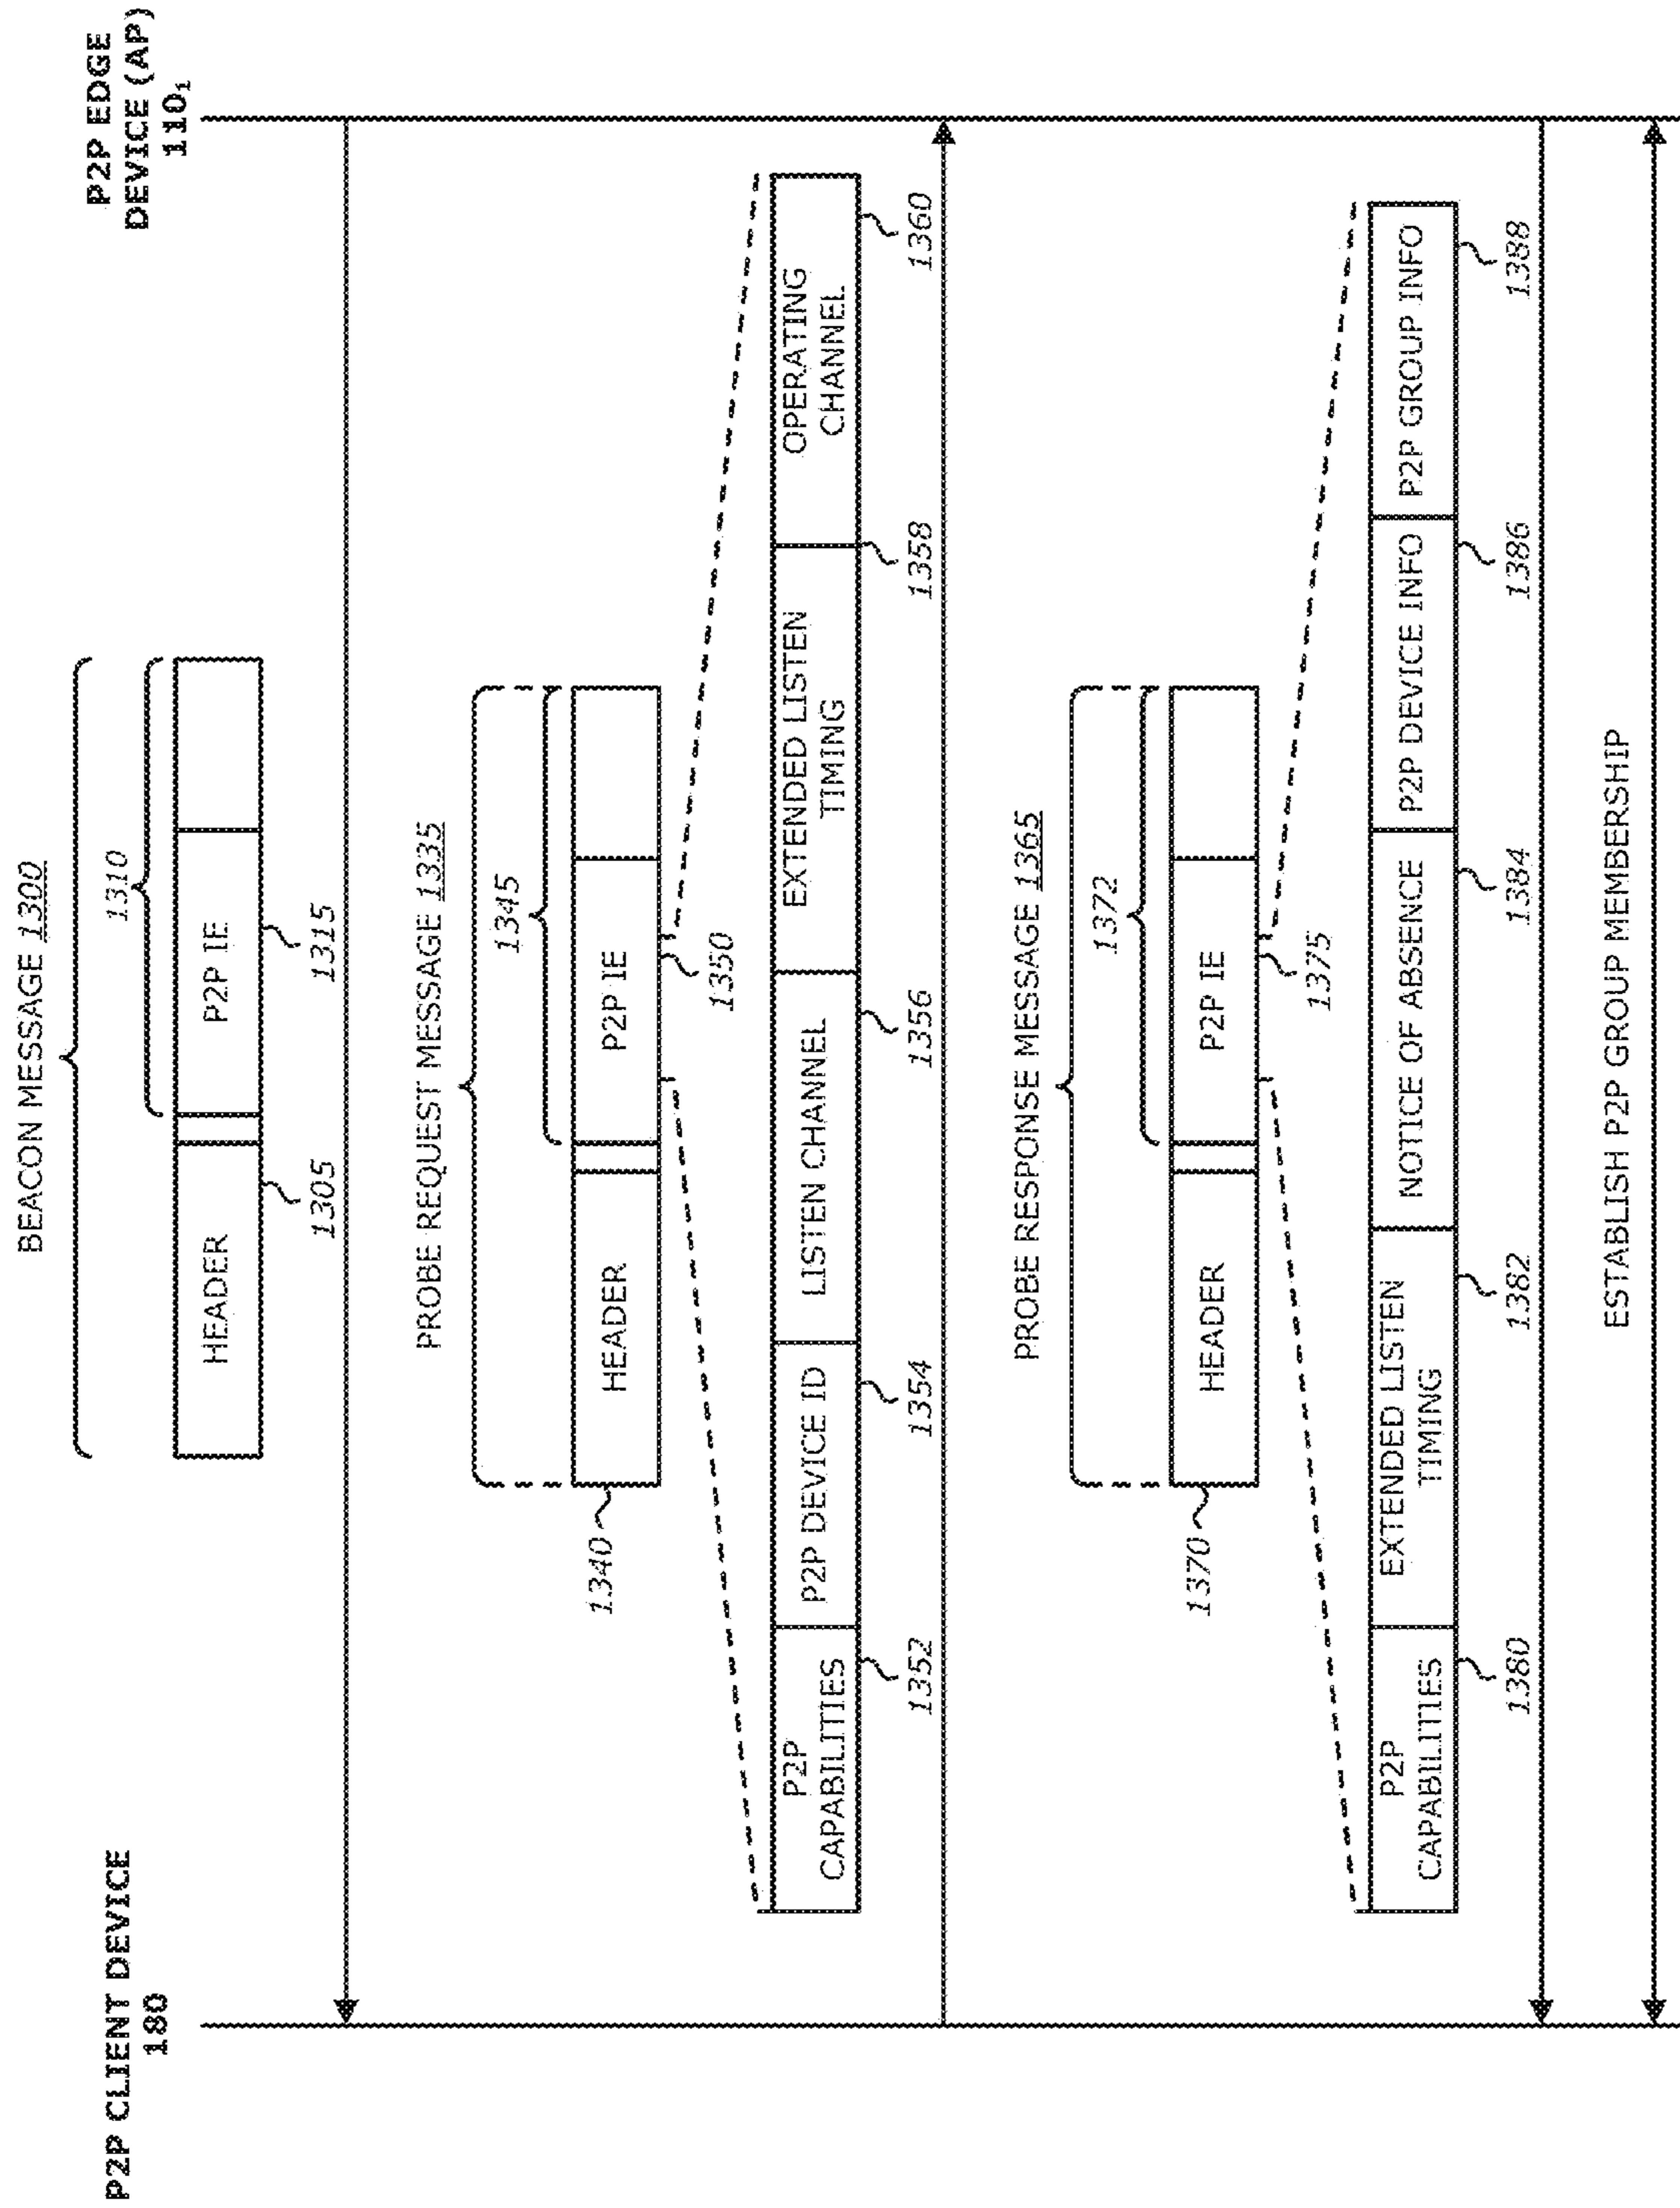 P2P CLIENT DEVICE
180
P2P EDGE
DEVICE (AP)
110₁
BEACON MESSAGE 1300
1310
HEADER
P2P IE
1305
1315
PROBE REQUEST MESSAGE 1335
1345
1340
HEADER
P2P IE
1350
P2P
CAPABILITIES
P2P DEVICE ID
LISTEN CHANNEL
EXTENDED LISTEN
TIMING
OPERATING
CHANNEL
1352
1354
1356
1358
1360
PROBE RESPONSE MESSAGE 1365
1372
1370
HEADER
P2P IE
1375
P2P
CAPABILITIES
EXTENDED LISTEN
TIMING
NOTICE OF ABSENCE
P2P DEVICE INFO
P2P GROUP INFO
1380
1382
1384
1386
1388
ESTABLISH P2P GROUP MEMBERSHIP